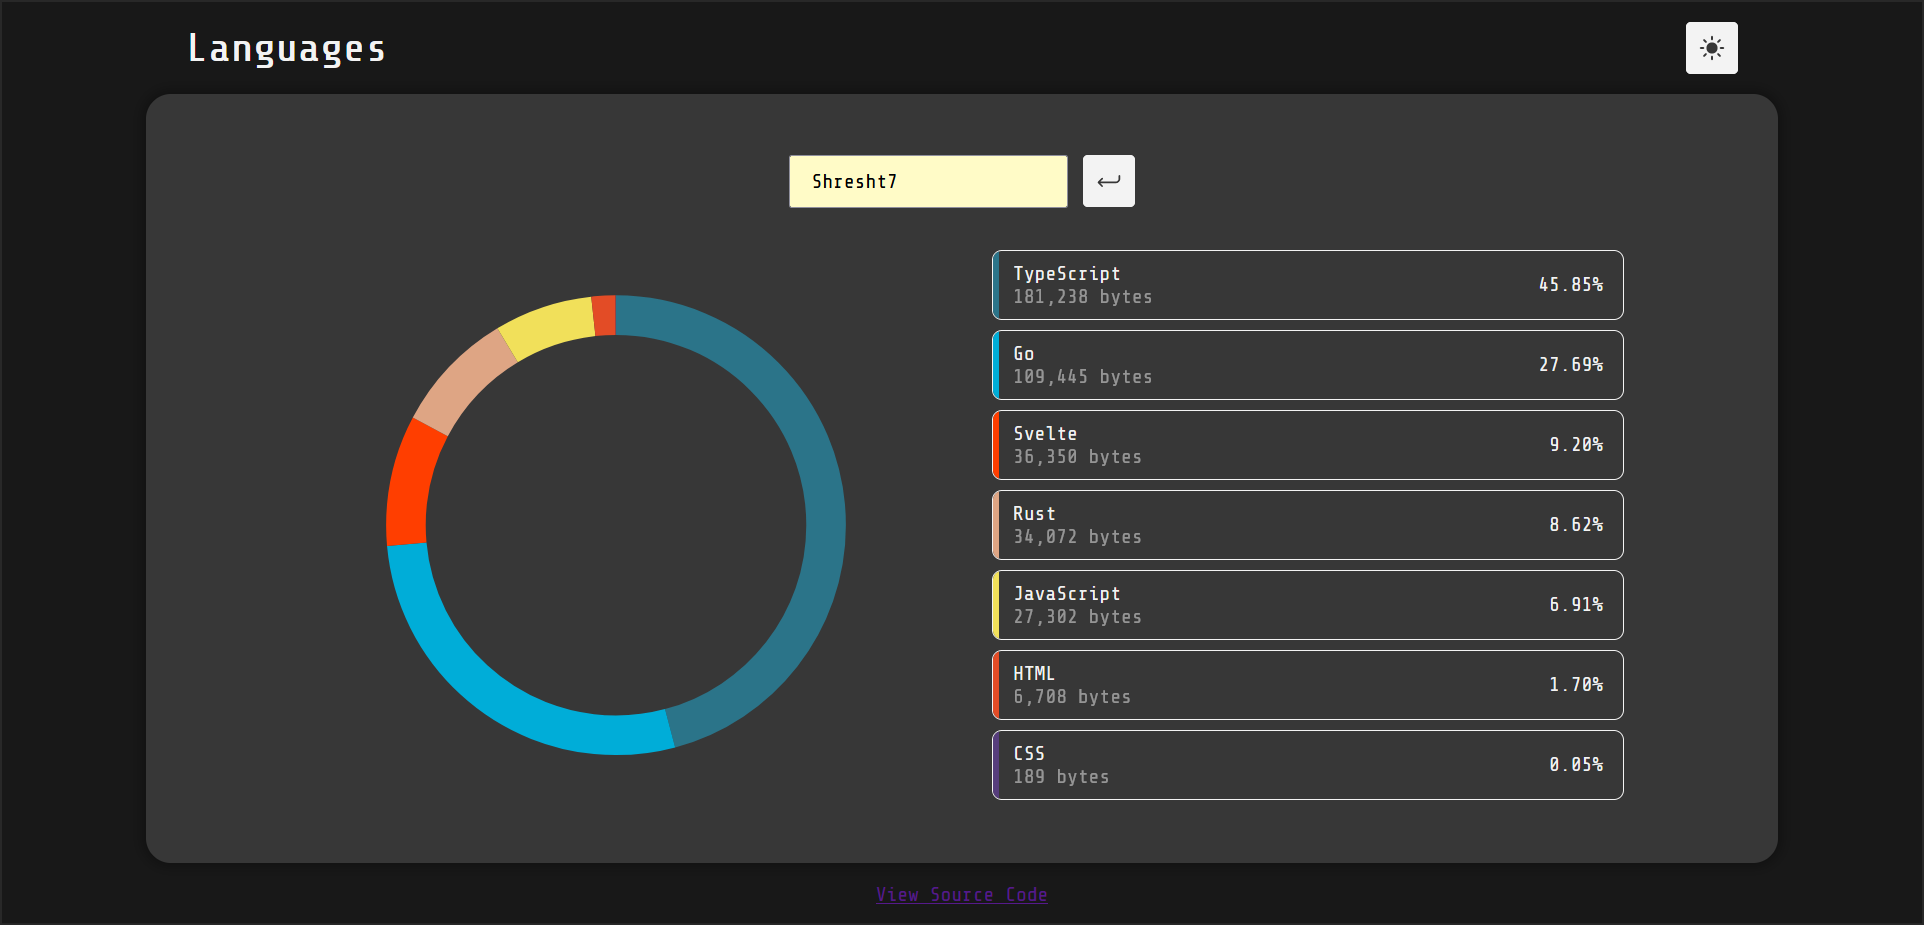 Languages
Shresht7
TypeScript
181,238 bytes
45.85%
Go
109,445 bytes
27.69%
Svelte
36,350 bytes
9.20%
Rust
34,072 bytes
8.62%
JavaScript
27,302 bytes
6.91%
HTML
6,708 bytes
1.70%
CSS
189 bytes
0.05%
View Source Code